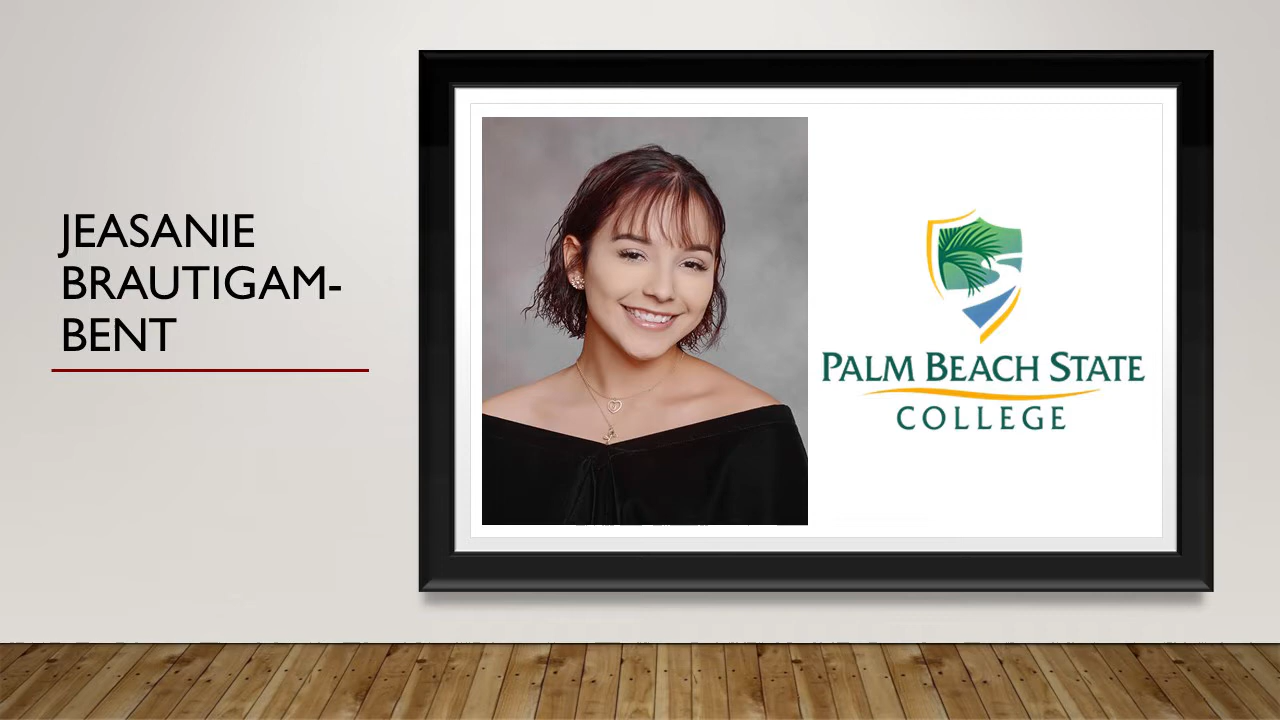 JEASANIE
BRAUTIGAM-
BENT
PALM BEACH STATE
COLLEGE